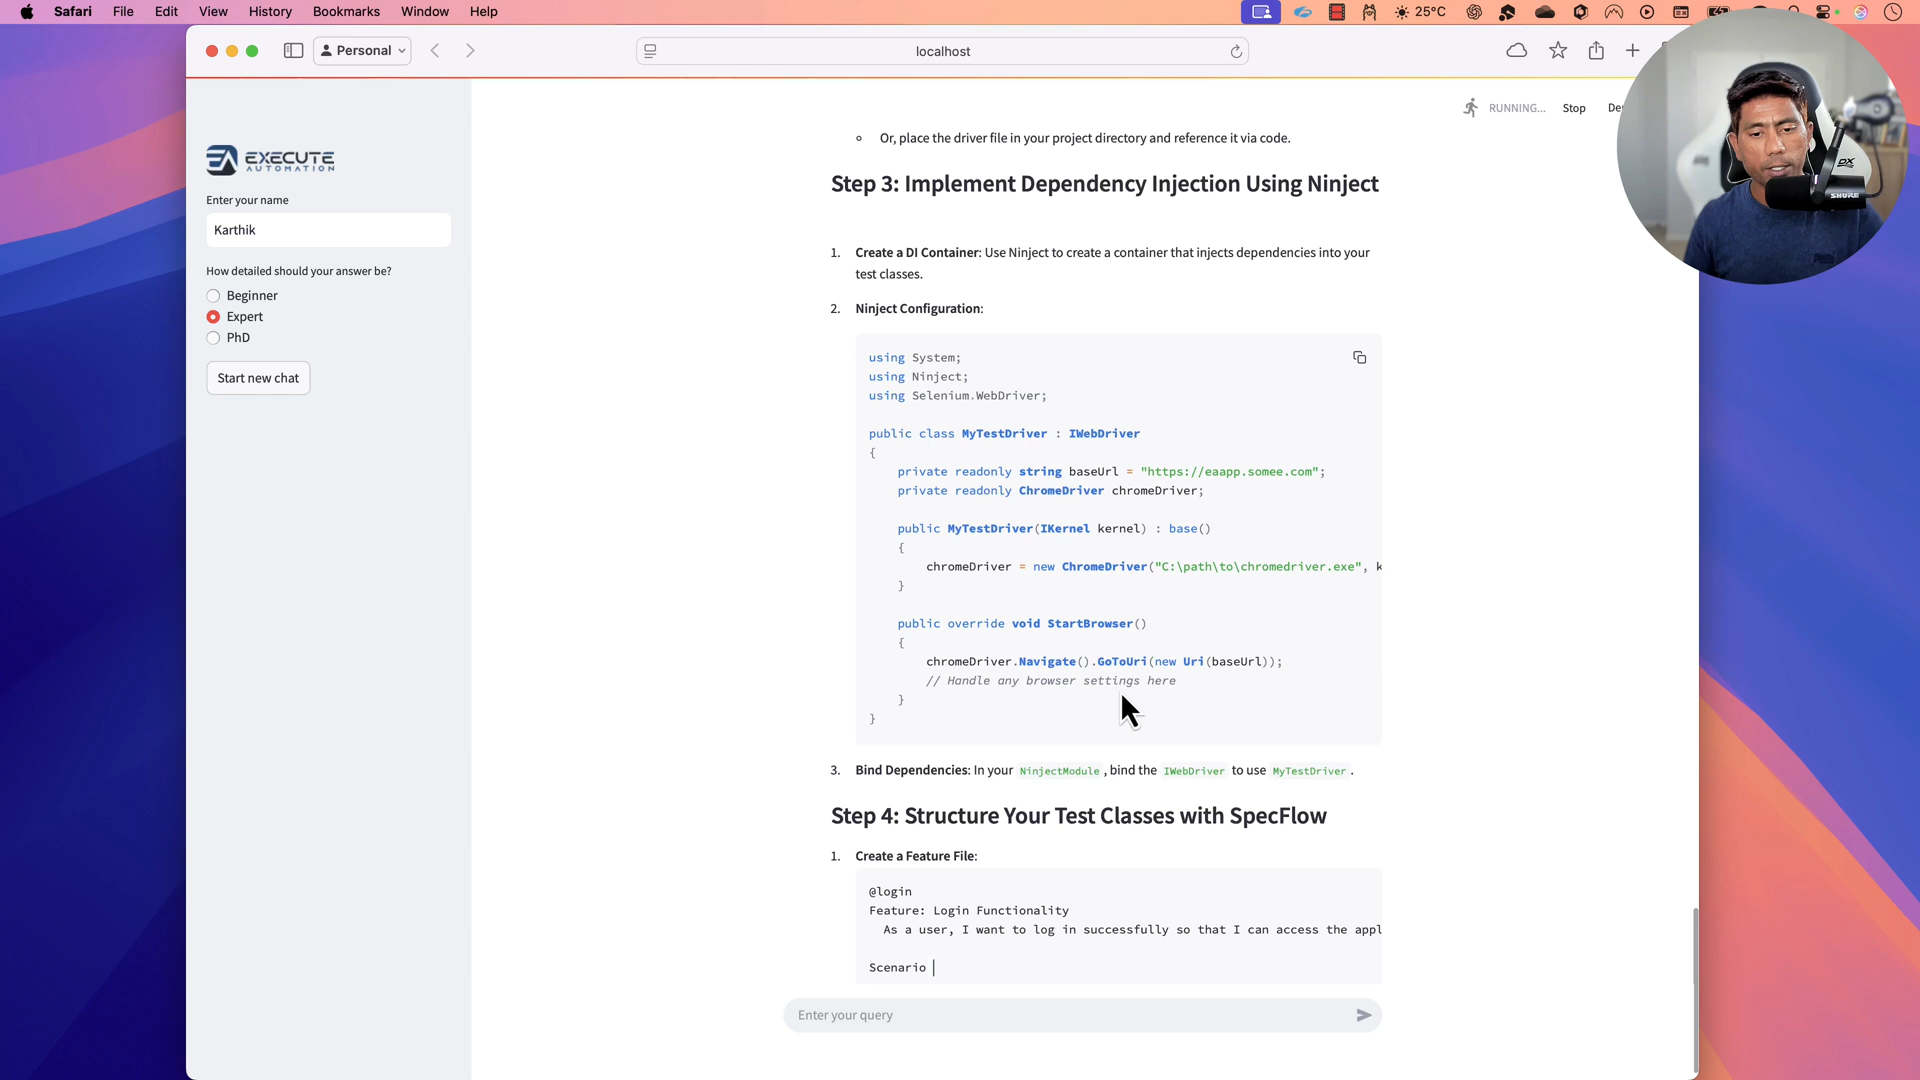 Safari File Edit View History Bookmarks Window Help 25°C
Personal
localhost
RUNNING... Stop
EXECUTE
AUTOMATION
Enter your name
Karthik
How detailed should your answer be?
Beginner
Expert
PhD
Start new chat
Or, place the driver file in your project directory and reference it via code.
Step 3: Implement Dependency Injection Using Ninject
1. Create a DI Container: Use Ninject to create a container that injects dependencies into your
test classes.
2. Ninject Configuration:
using System;
using Ninject;
using Selenium.WebDriver;
public class MyTestDriver : IWebDriver
{
private readonly string baseUrl = "https://eaapp.somee.com";
private readonly ChromeDriver chromeDriver;
public MyTestDriver(IKernel kernel) : base()
{
chromeDriver = new ChromeDriver("C:\path\to\chromedriver.exe", k
}
public override void StartBrowser()
{
chromeDriver.Navigate().GoToUri(new Uri(baseUrl));
// Handle any browser settings here
}
}
3. Bind Dependencies: In your NinjectModule, bind the IWebDriver to use MyTestDriver.
Step 4: Structure Your Test Classes with SpecFlow
1. Create a Feature File:
@login
Feature: Login Functionality
As a user, I want to log in successfully so that I can access the appl
Scenario
Enter your query
DX
SHURE